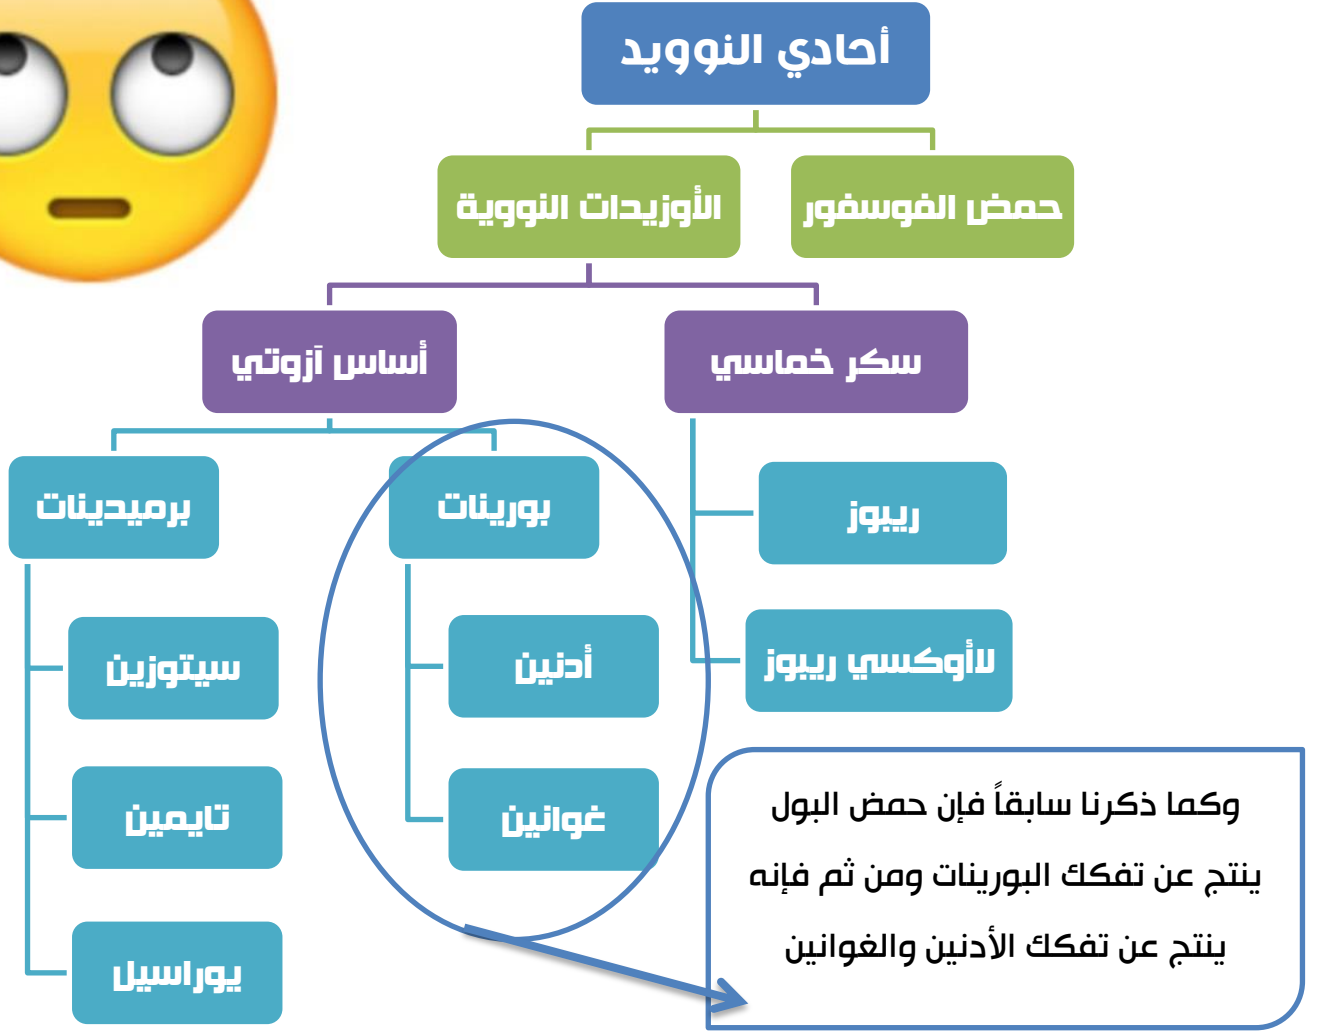 أحادي النوويد
حمض الفوسفور
الأوزيدات النووية
سكر خماسي
أساس آزوتي
ريبوز
بورينات
برميدينات
لاأوكسي ريبوز
أدنين
سيتوزين
غوانين
تايمين
يوراسيل
وكما ذكرنا سابقاً فإن حمض البول
ينتج عن تفكك البورينات ومن ثم فإنه
ينتج عن تفكك الأدنين والغوانين